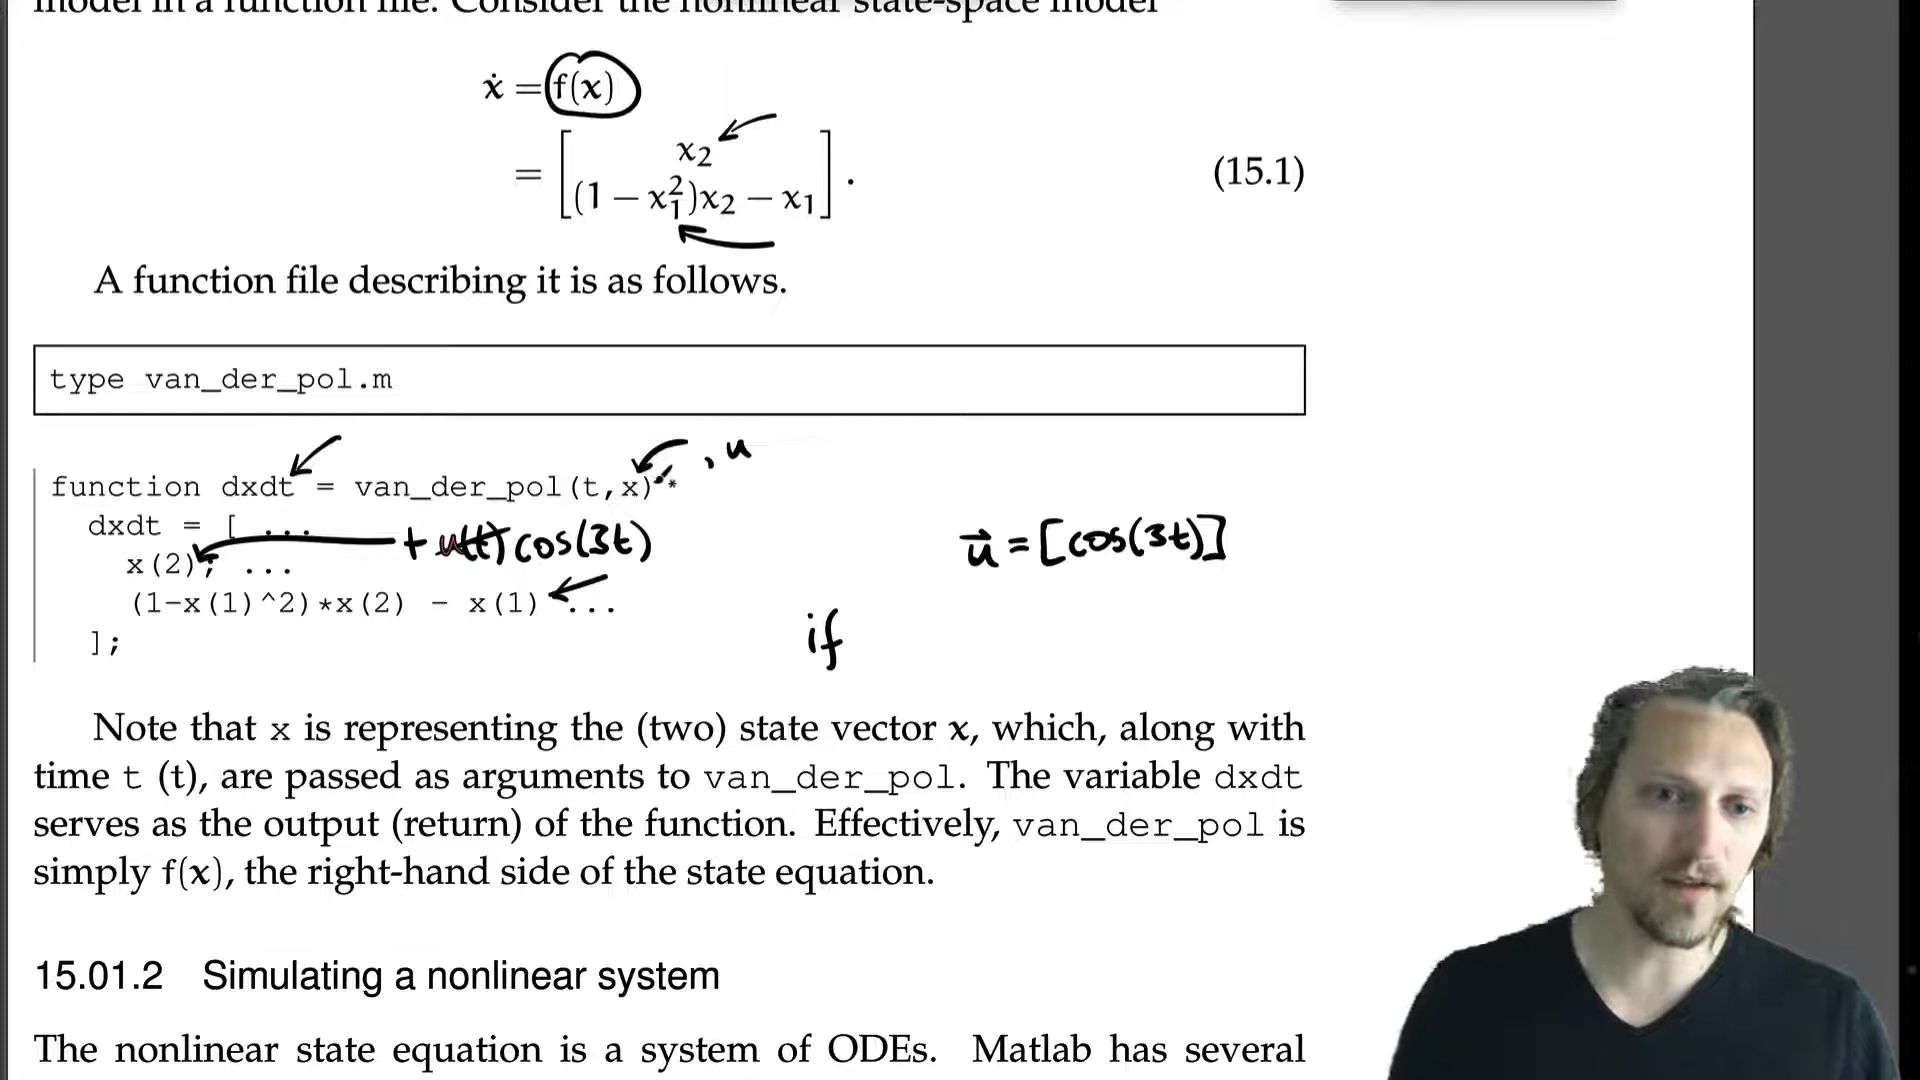 model in a function file. Consider the nonlinear state-space model
ẋ = f(x)
= [ x₂
(1 − x₁²)x₂ − x₁ ] . (15.1)
A function file describing it is as follows.
type van_der_pol.m
, u
function dxdt = van_der_pol(t,x) *
dxdt = [ ...
+ u(t) cos(3t)
u⃗ = [cos(3t)]
x(2); ...
(1-x(1)^2)*x(2) - x(1) ...
if
];
Note that x is representing the (two) state vector x, which, along with
time t (t), are passed as arguments to van_der_pol. The variable dxdt
serves as the output (return) of the function. Effectively, van_der_pol is
simply f(x), the right-hand side of the state equation.
15.01.2 Simulating a nonlinear system
The nonlinear state equation is a system of ODEs. Matlab has several